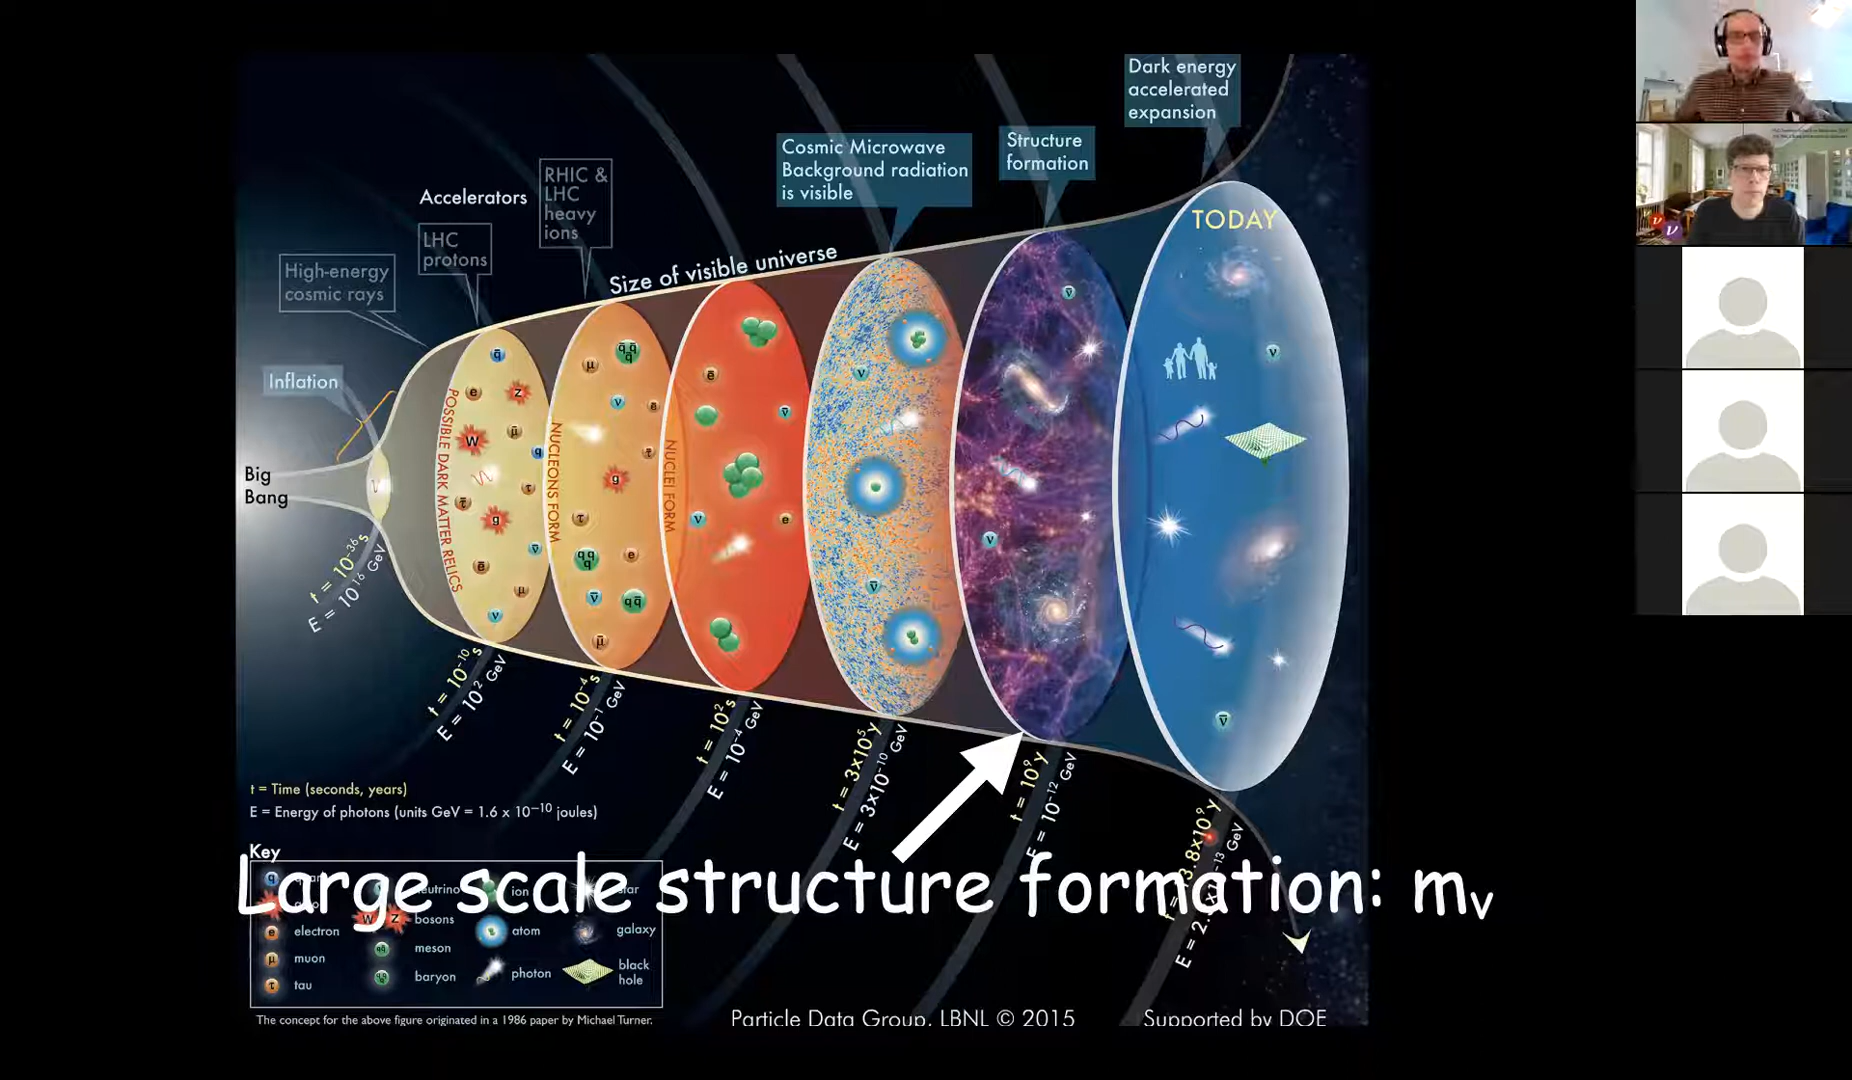 Dark energy
accelerated
expansion
Structure
formation
Cosmic Microwave
Background radiation
is visible
RHIC &
LHC
heavy
ions
Accelerators
LHC
protons
High-energy
cosmic rays
Size of visible universe
TODAY
Inflation
Big
Bang
POSSIBLE DARK MATTER RELICS
NUCLEONS FORM
NUCLEI FORM
t = 10⁻³⁶ s
E = 10¹⁶ GeV
t = 10⁻¹⁰ s
E = 10² GeV
t = 10⁻⁴ s
E = 10⁻¹ GeV
t = 10² s
E = 10⁻⁴ GeV
t = 3x10⁵ y
E = 3x10⁻¹⁰ GeV
t = 10⁹ y
E = 10⁻¹² GeV
3.8x10⁹ y
t = Time (seconds, years)
E = Energy of photons (units GeV = 1.6 x 10⁻¹⁰ joules)
Key
Large scale structure formation: mᵥ
neutrino
ion
star
W Z bosons
electron
atom
galaxy
meson
muon
photon
black
hole
baryon
tau
The concept for the above figure originated in a 1986 paper by Michael Turner.
Particle Data Group, LBNL © 2015
Supported by DOE